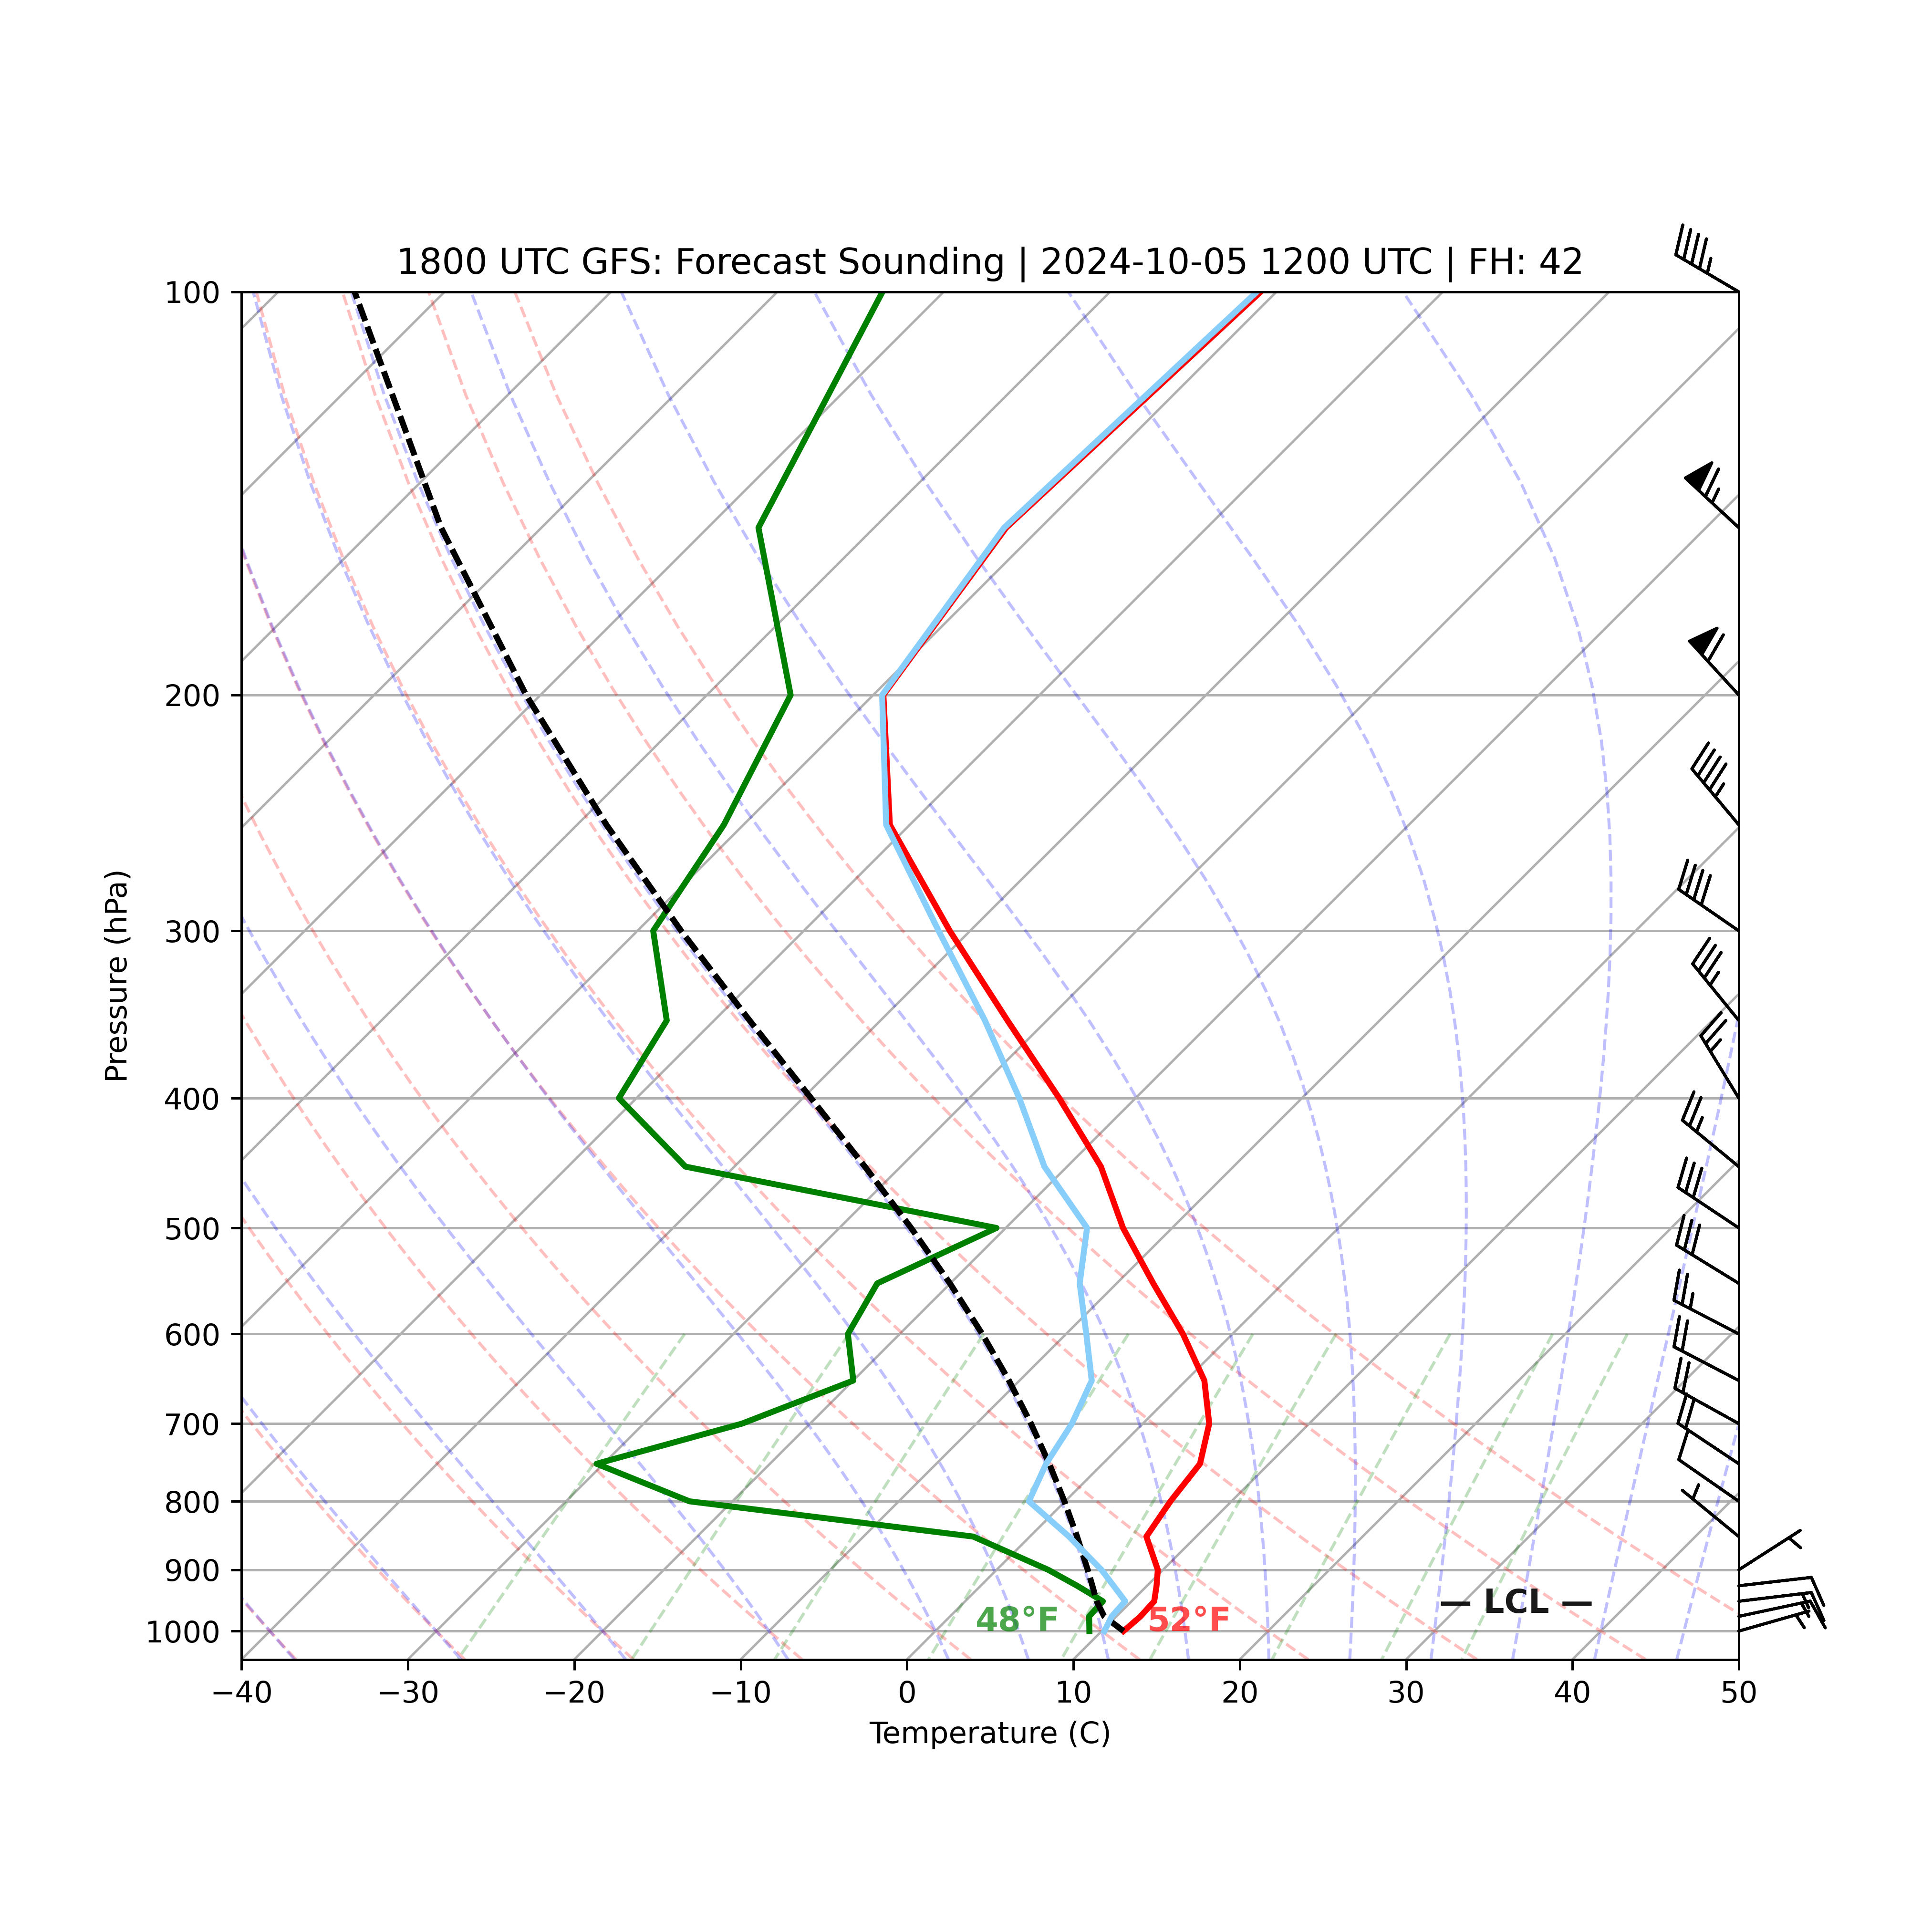 1800 UTC GFS: Forecast Sounding | 2024-10-05 1200 UTC | FH: 42
100
200
300
400
500
600
700
800
900
1000
Pressure (hPa)
— LCL —
48°F
52°F
−40 −30 −20 −10 0 10 20 30 40 50
Temperature (C)